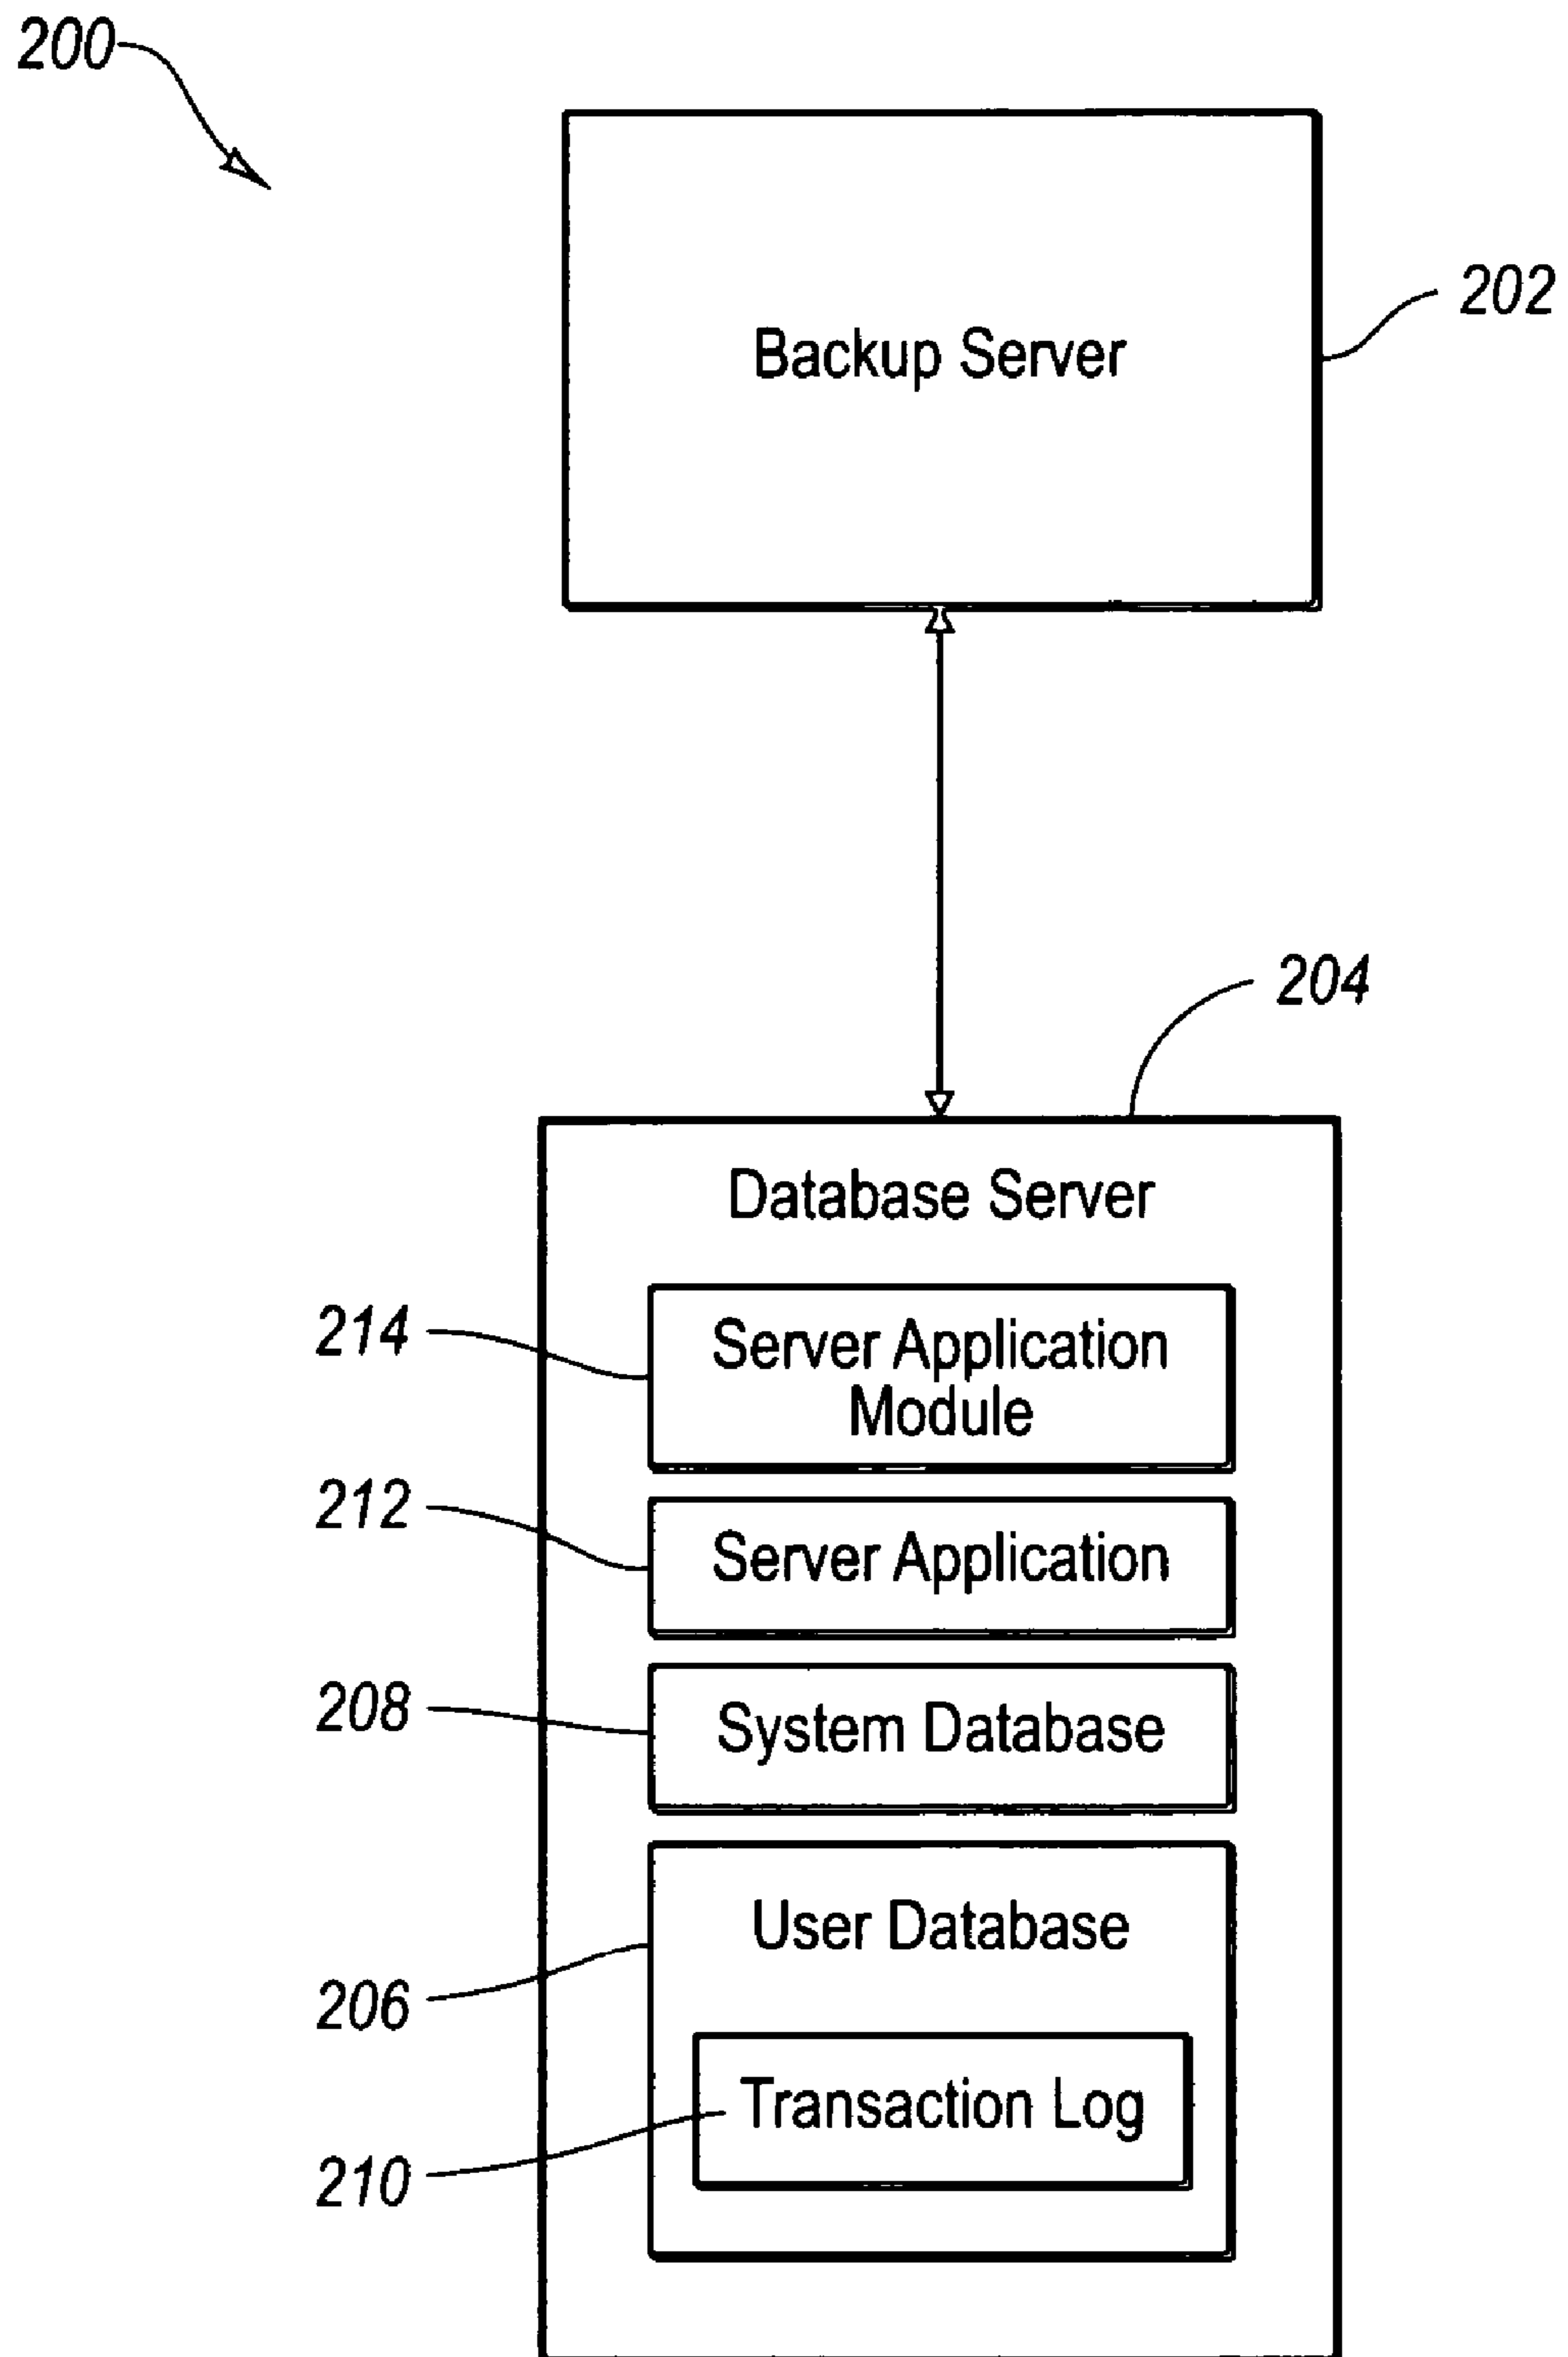 200
Backup Server
202
204
Database Server
214
Server Application
Module
212
Server Application
208
System Database
User Database
206
Transaction Log
210